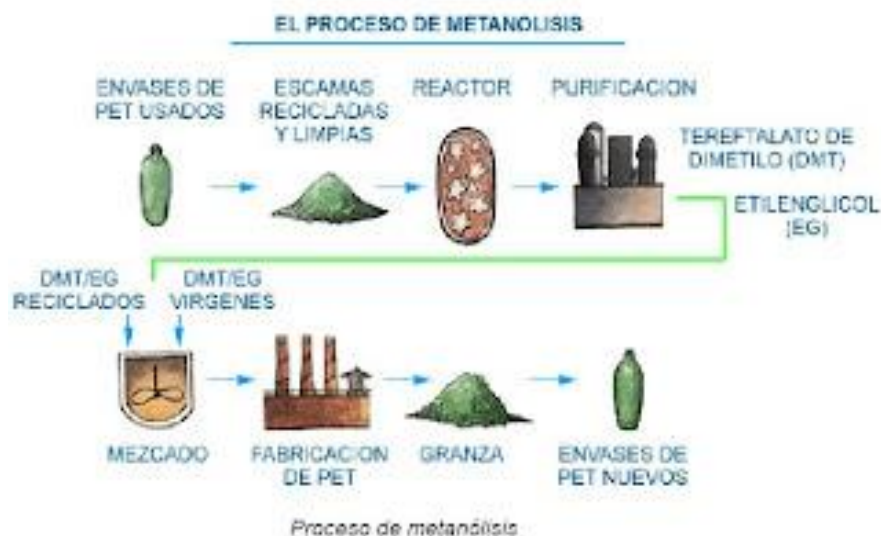 EL PROCESO DE METANOLISIS
ENVASES DE
PET USADOS
ESCAMAS
RECICLADAS
Y LIMPIAS
REACTOR
PURIFICACION
TEREFTALATO DE
DIMETILO (DMT)
ETILENGLICOL
(EG)
DMT/EG
RECICLADOS
DMT/EG
VIRGENES
MEZCADO
FABRICACION
DE PET
GRANZA
ENVASES DE
PET NUEVOS
Proceso de metanólisis